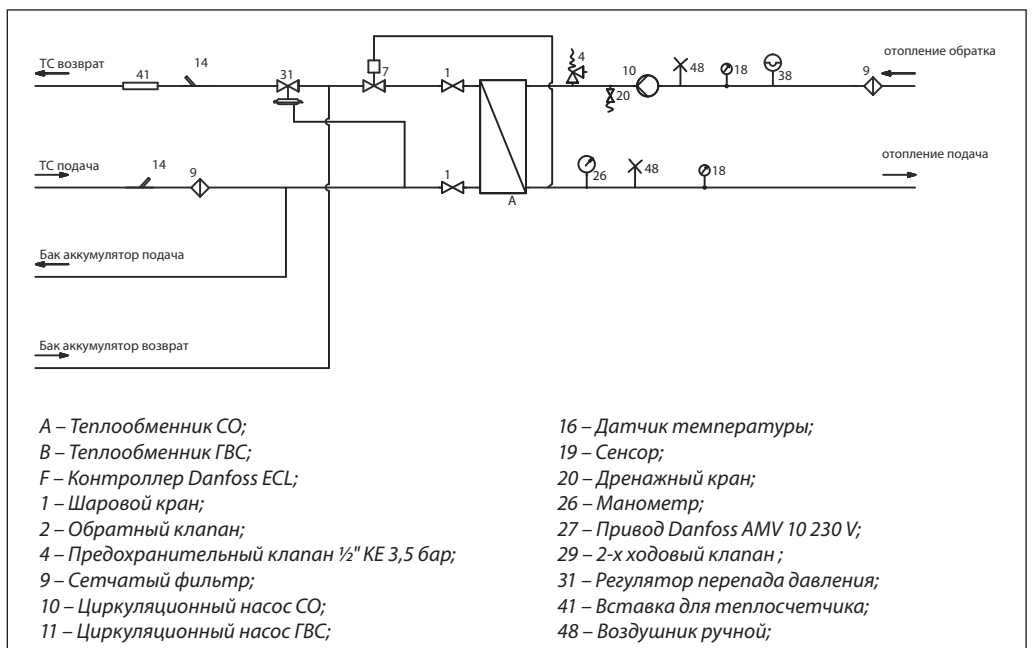 ТС возврат
41
14
31
7
1
4
20
10
48
18
38
9
отопление обратка
ТС подача
14
9
1
А
26
48
18
отопление подача
Бак аккумулятор подача
Бак аккумулятор возврат
А – Теплообменник СО;
В – Теплообменник ГВС;
F – Контроллер Danfoss ECL;
1 – Шаровой кран;
2 – Обратный клапан;
4 – Предохранительный клапан ½" КЕ 3,5 бар;
9 – Сетчатый фильтр;
10 – Циркуляционный насос СО;
11 – Циркуляционный насос ГВС;
16 – Датчик температуры;
19 – Сенсор;
20 – Дренажный кран;
26 – Манометр;
27 – Привод Danfoss AMV 10 230 V;
29 – 2-х ходовый клапан ;
31 – Регулятор перепада давления;
41 – Вставка для теплосчетчика;
48 – Воздушник ручной;